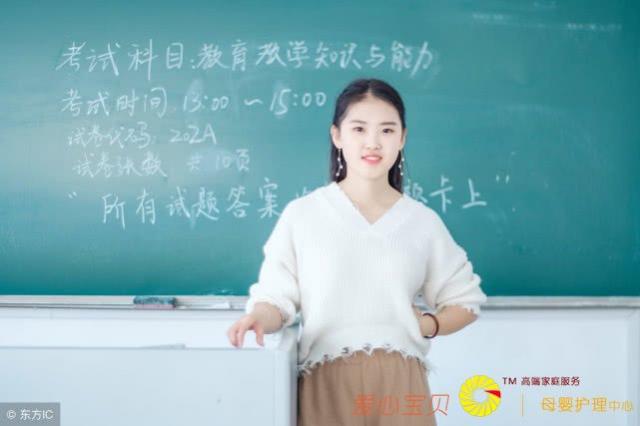 考试科目:教育教学知识与能力
考试时间 13:00～15:00
试卷代码: 202A
试卷张数 共10页
"所有试题答案 卡上"
爱心宝贝
TM 高端家庭服务
母婴护理中心
© 东方IC